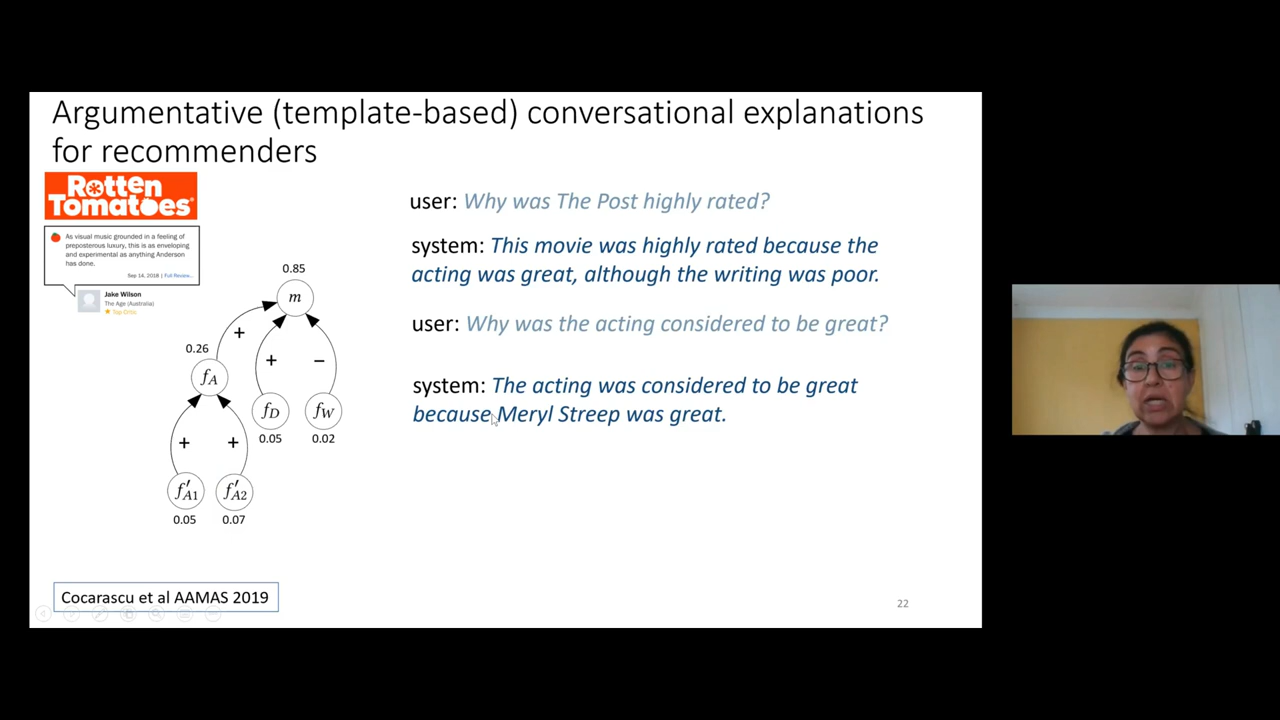 Argumentative (template-based) conversational explanations
for recommenders
Rotten
Tomatoes
As visual music grounded in a feeling of
preposterous luxury, this is as enveloping
and experimental as anything Anderson
has done.
Sep 14, 2018 | Full Review...
Jake Wilson
The Age (Australia)
Top Critic
user: Why was The Post highly rated?
system: This movie was highly rated because the
acting was great, although the writing was poor.
user: Why was the acting considered to be great?
system: The acting was considered to be great
because Meryl Streep was great.
0.85
m
+
0.26
+
−
fA
fD
fW
0.05
0.02
+
+
f′A1
f′A2
0.05
0.07
Cocarascu et al AAMAS 2019
22